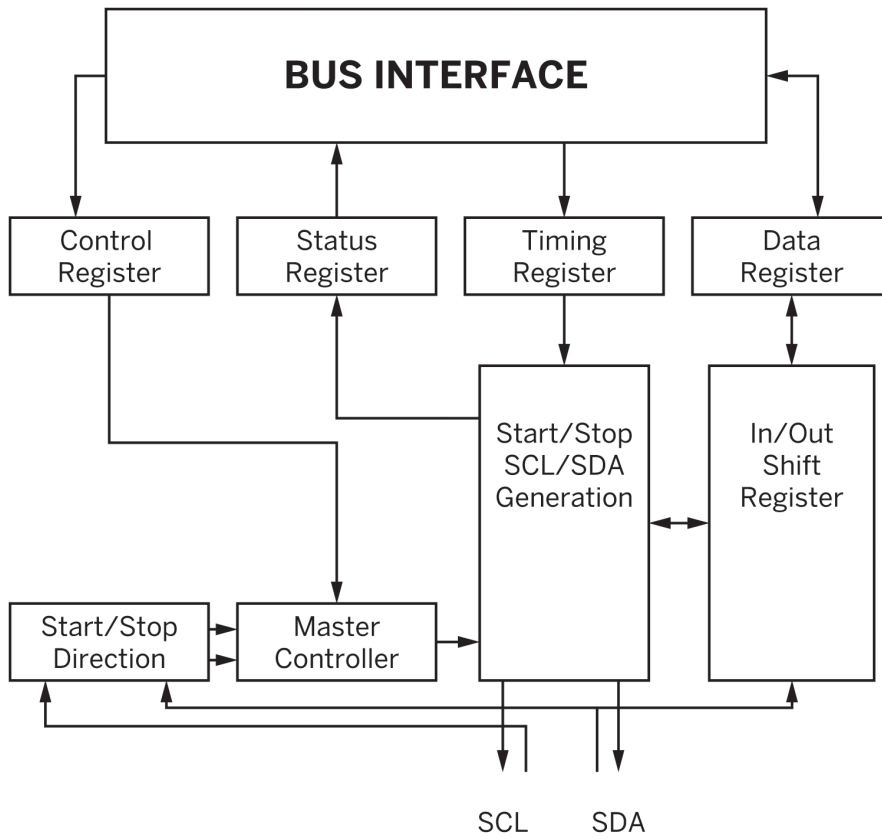 BUS INTERFACE
Control
Register
Status
Register
Timing
Register
Data
Register
Start/Stop
SCL/SDA
Generation
In/Out
Shift
Register
Start/Stop
Direction
Master
Controller
SCL
SDA